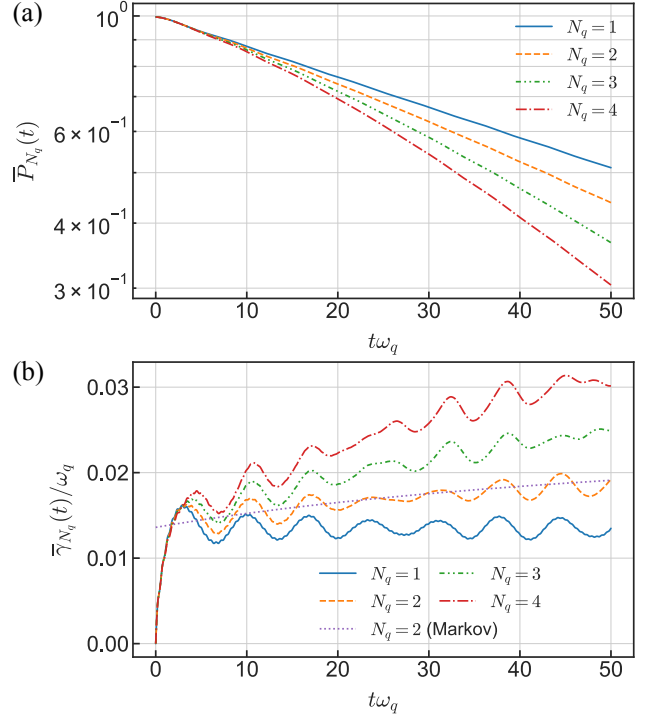 (a)
10⁰
6 × 10⁻¹
4 × 10⁻¹
3 × 10⁻¹
P̅_{N_q}(t)
N_q = 1
N_q = 2
N_q = 3
N_q = 4
0 10 20 30 40 50
tω_q
(b)
0.03
0.02
0.01
0.00
γ̅_{N_q}(t)/ω_q
N_q = 1 N_q = 3
N_q = 2 N_q = 4
N_q = 2 (Markov)
0 10 20 30 40 50
tω_q